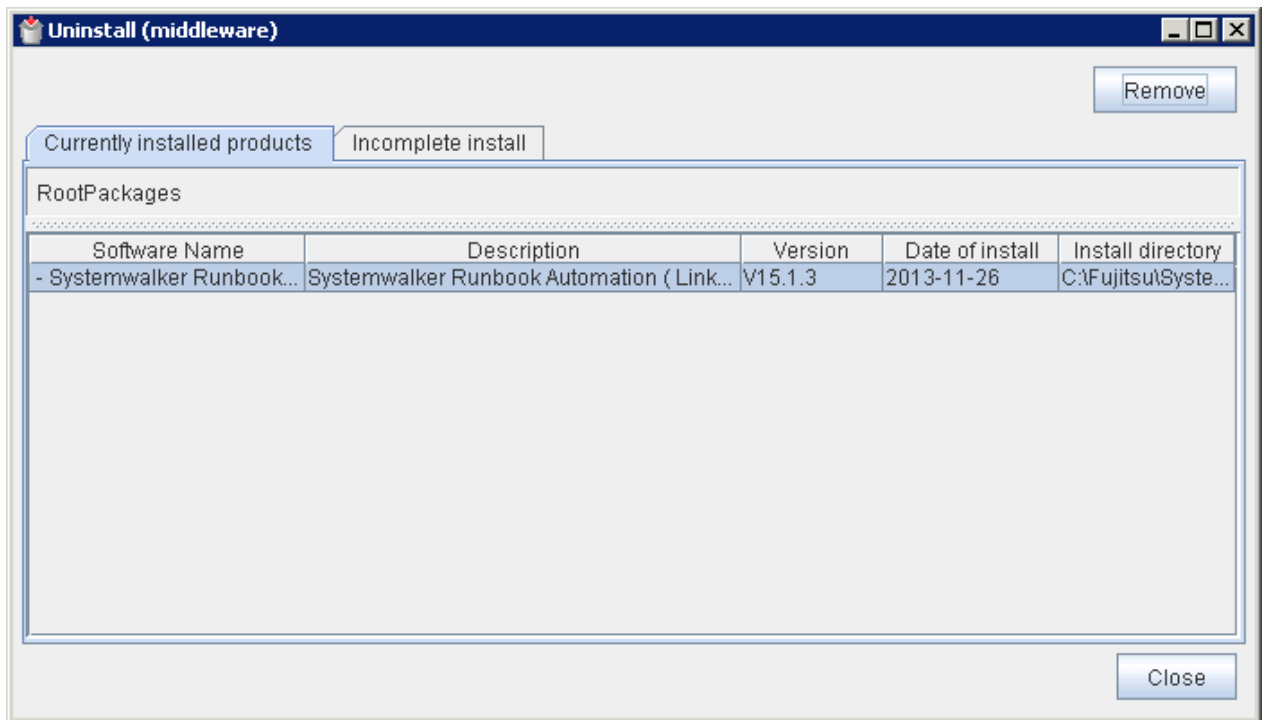 Uninstall (middleware)
Remove
Currently installed products Incomplete install
RootPackages
Software Name Description Version Date of install Install directory
- Systemwalker Runbook... Systemwalker Runbook Automation ( Link... V15.1.3 2013-11-26 C:\Fujitsu\Syste...
Close